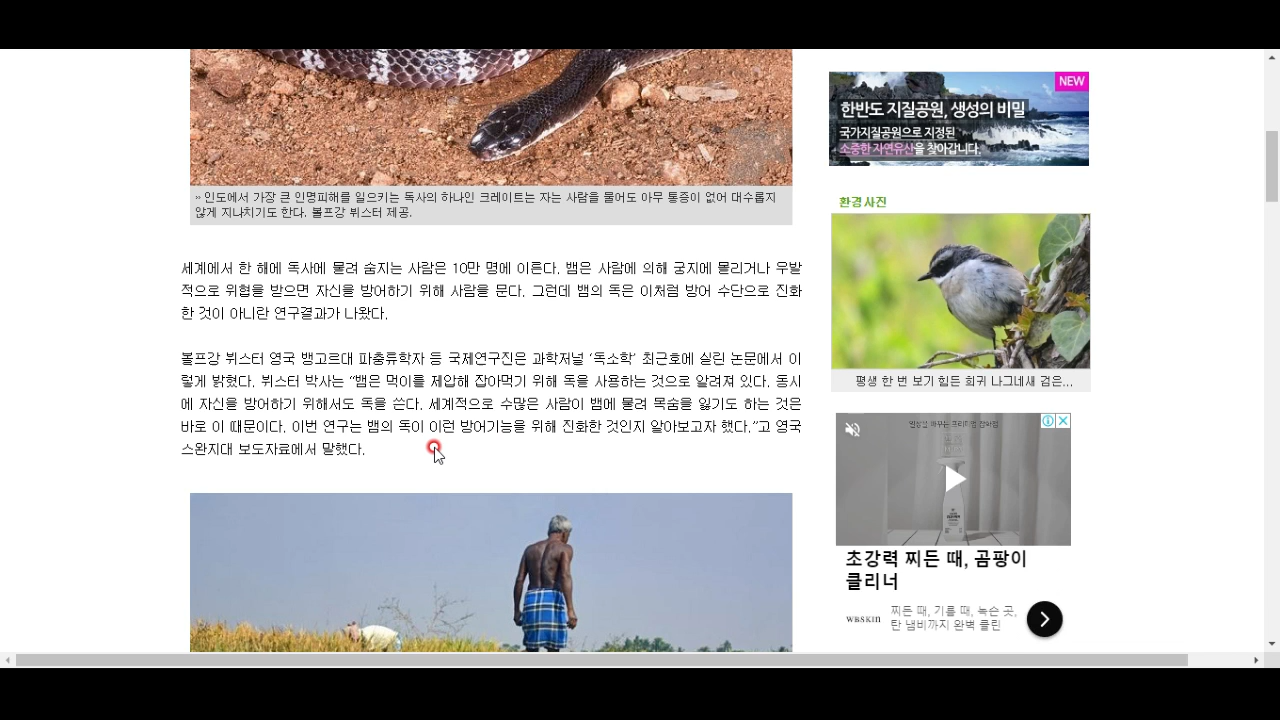 ›› 인도에서 가장 큰 인명피해를 일으키는 독사의 하나인 크레이트는 자는 사람을 물어도 아무 통증이 없어 대수롭지
않게 지나치기도 한다. 볼프강 뷔스터 제공.
세계에서 한 해에 독사에 물려 숨지는 사람은 10만 명에 이른다. 뱀은 사람에 의해 궁지에 몰리거나 우발
적으로 위협을 받으면 자신을 방어하기 위해 사람을 문다. 그런데 뱀의 독은 이처럼 방어 수단으로 진화
한 것이 아니란 연구결과가 나왔다.
볼프강 뷔스터 영국 뱅고르대 파충류학자 등 국제연구진은 과학저널 ‘독소학’ 최근호에 실린 논문에서 이
렇게 밝혔다. 뷔스터 박사는 “뱀은 먹이를 제압해 잡아먹기 위해 독을 사용하는 것으로 알려져 있다. 동시
에 자신을 방어하기 위해서도 독을 쓴다. 세계적으로 수많은 사람이 뱀에 물려 목숨을 잃기도 하는 것은
바로 이 때문이다. 이번 연구는 뱀의 독이 이런 방어기능을 위해 진화한 것인지 알아보고자 했다.”고 영국
스완지대 보도자료에서 말했다.
NEW
한반도 지질공원, 생성의 비밀
국가지질공원으로 지정된
소중한 자연유산을 찾아갑니다.
환경사진
평생 한 번 보기 힘든 희귀 나그네새 검은...
일상을 바꾸는 프리미엄 접화점
초강력 찌든 때, 곰팡이
클리너
WBSKIN
찌든 때, 기름 때, 녹슨 곳,
탄 냄비까지 완벽 클린